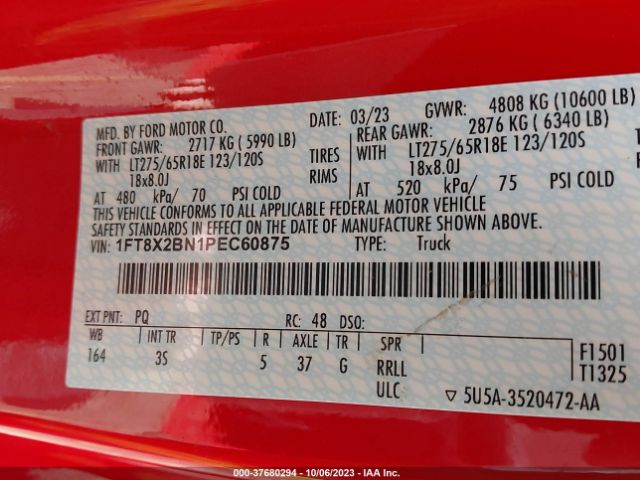 MFD. BY FORD MOTOR CO.
DATE: 03/23 GVWR: 4808 KG (10600 LB)
FRONT GAWR: 2717 KG ( 5990 LB)
REAR GAWR: 2876 KG ( 6340 LB)
WITH LT275/65R18E 123/120S TIRES
WITH LT275/65R18E 123/120S
18x8.0J RIMS
18x8.0J
AT 480 kPa/ 70 PSI COLD
AT 520 kPa/ 75 PSI COLD
THIS VEHICLE CONFORMS TO ALL APPLICABLE FEDERAL MOTOR VEHICLE
SAFETY STANDARDS IN EFFECT ON THE DATE OF MANUFACTURE SHOWN ABOVE.
VIN: 1FT8X2BN1PEC60875 TYPE: Truck
EXT PNT: PQ RC: 48 DSO:
WB INT TR TP/PS R AXLE TR SPR
164 3S 5 37 G RRLL
ULC
F1501
T1325
5U5A-3520472-AA
000-37680294 - 10/06/2023 - IAA Inc.